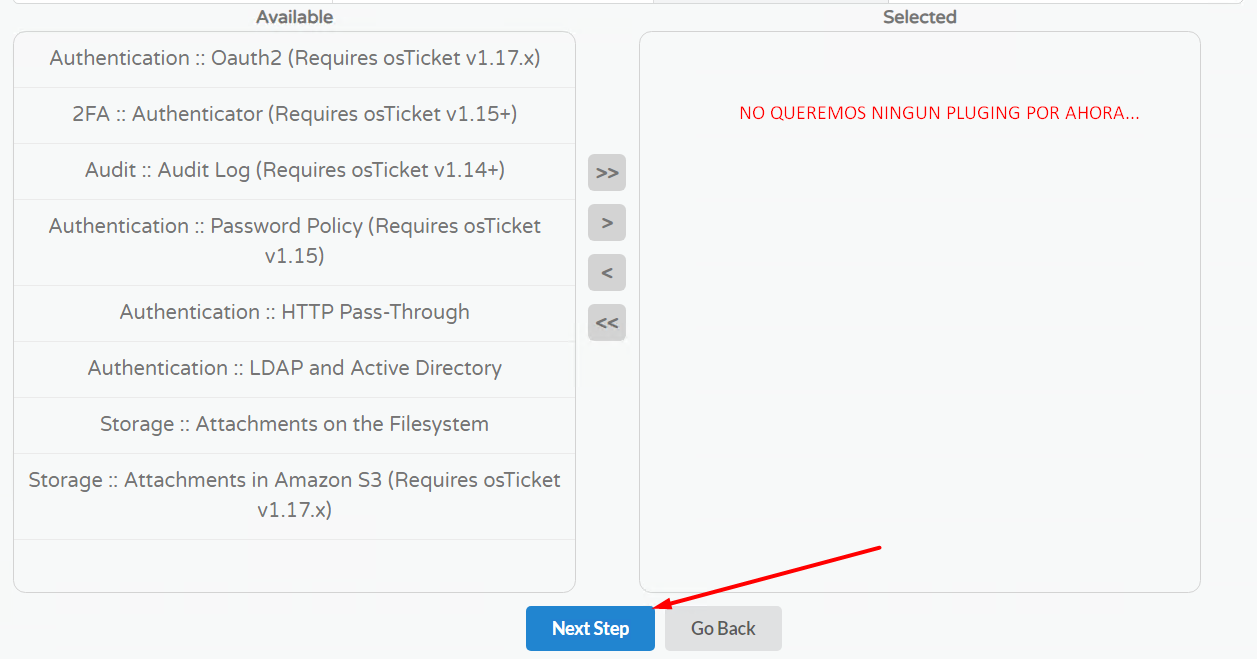 Available
Selected
Authentication :: Oauth2 (Requires osTicket v1.17.x)
2FA :: Authenticator (Requires osTicket v1.15+)
Audit :: Audit Log (Requires osTicket v1.14+)
Authentication :: Password Policy (Requires osTicket
v1.15)
Authentication :: HTTP Pass-Through
Authentication :: LDAP and Active Directory
Storage :: Attachments on the Filesystem
Storage :: Attachments in Amazon S3 (Requires osTicket
v1.17.x)
>>
>
<
<<
NO QUEREMOS NINGUN PLUGING POR AHORA...
Next Step
Go Back